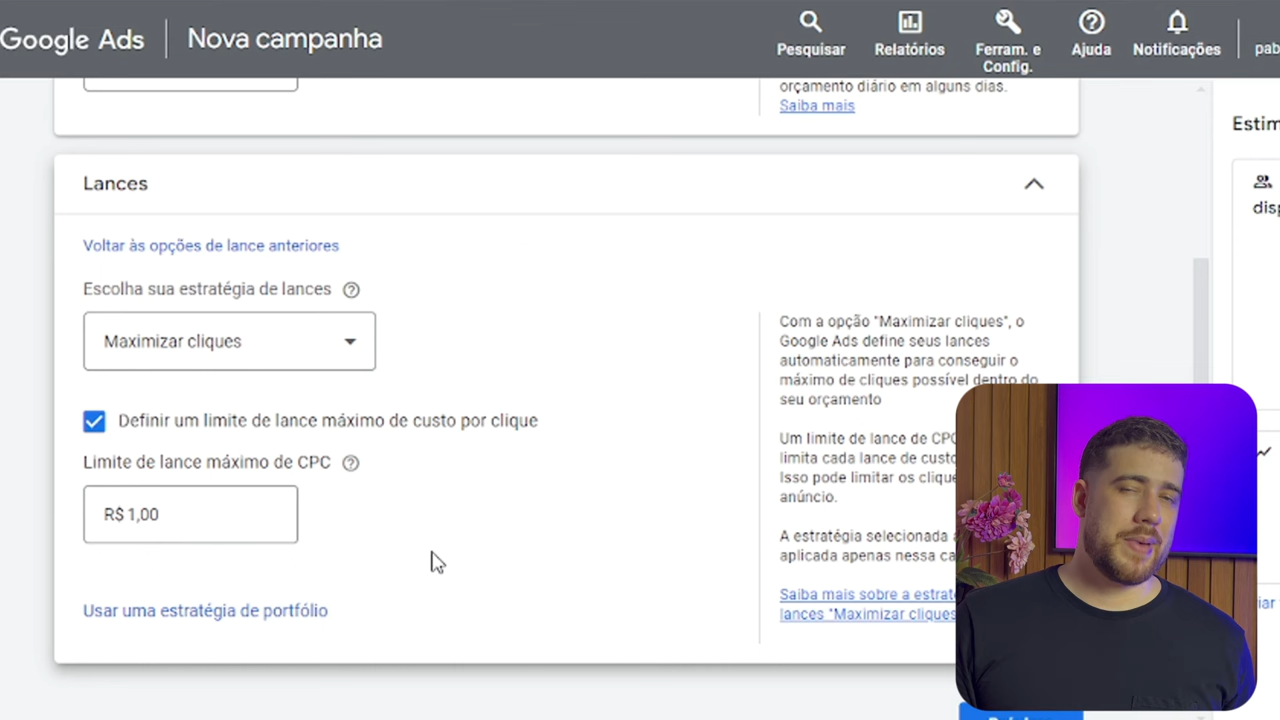 Google Ads
Nova campanha
Pesquisar
Relatórios
Ferram. e
Config.
Ajuda
Notificações
pab
orçamento diário em alguns dias.
Saiba mais
Lances
Voltar às opções de lance anteriores
Escolha sua estratégia de lances
Maximizar cliques
Definir um limite de lance máximo de custo por clique
Limite de lance máximo de CPC
R$ 1,00
Usar uma estratégia de portfólio
Com a opção "Maximizar cliques", o
Google Ads define seus lances
automaticamente para conseguir o
máximo de cliques possível dentro do
seu orçamento
Um limite de lance de CPC
limita cada lance de custo
Isso pode limitar os clique
anúncio.
A estratégia selecionada
aplicada apenas nessa ca
Saiba mais sobre a estraté
lances "Maximizar cliques
Estim
disp
iar